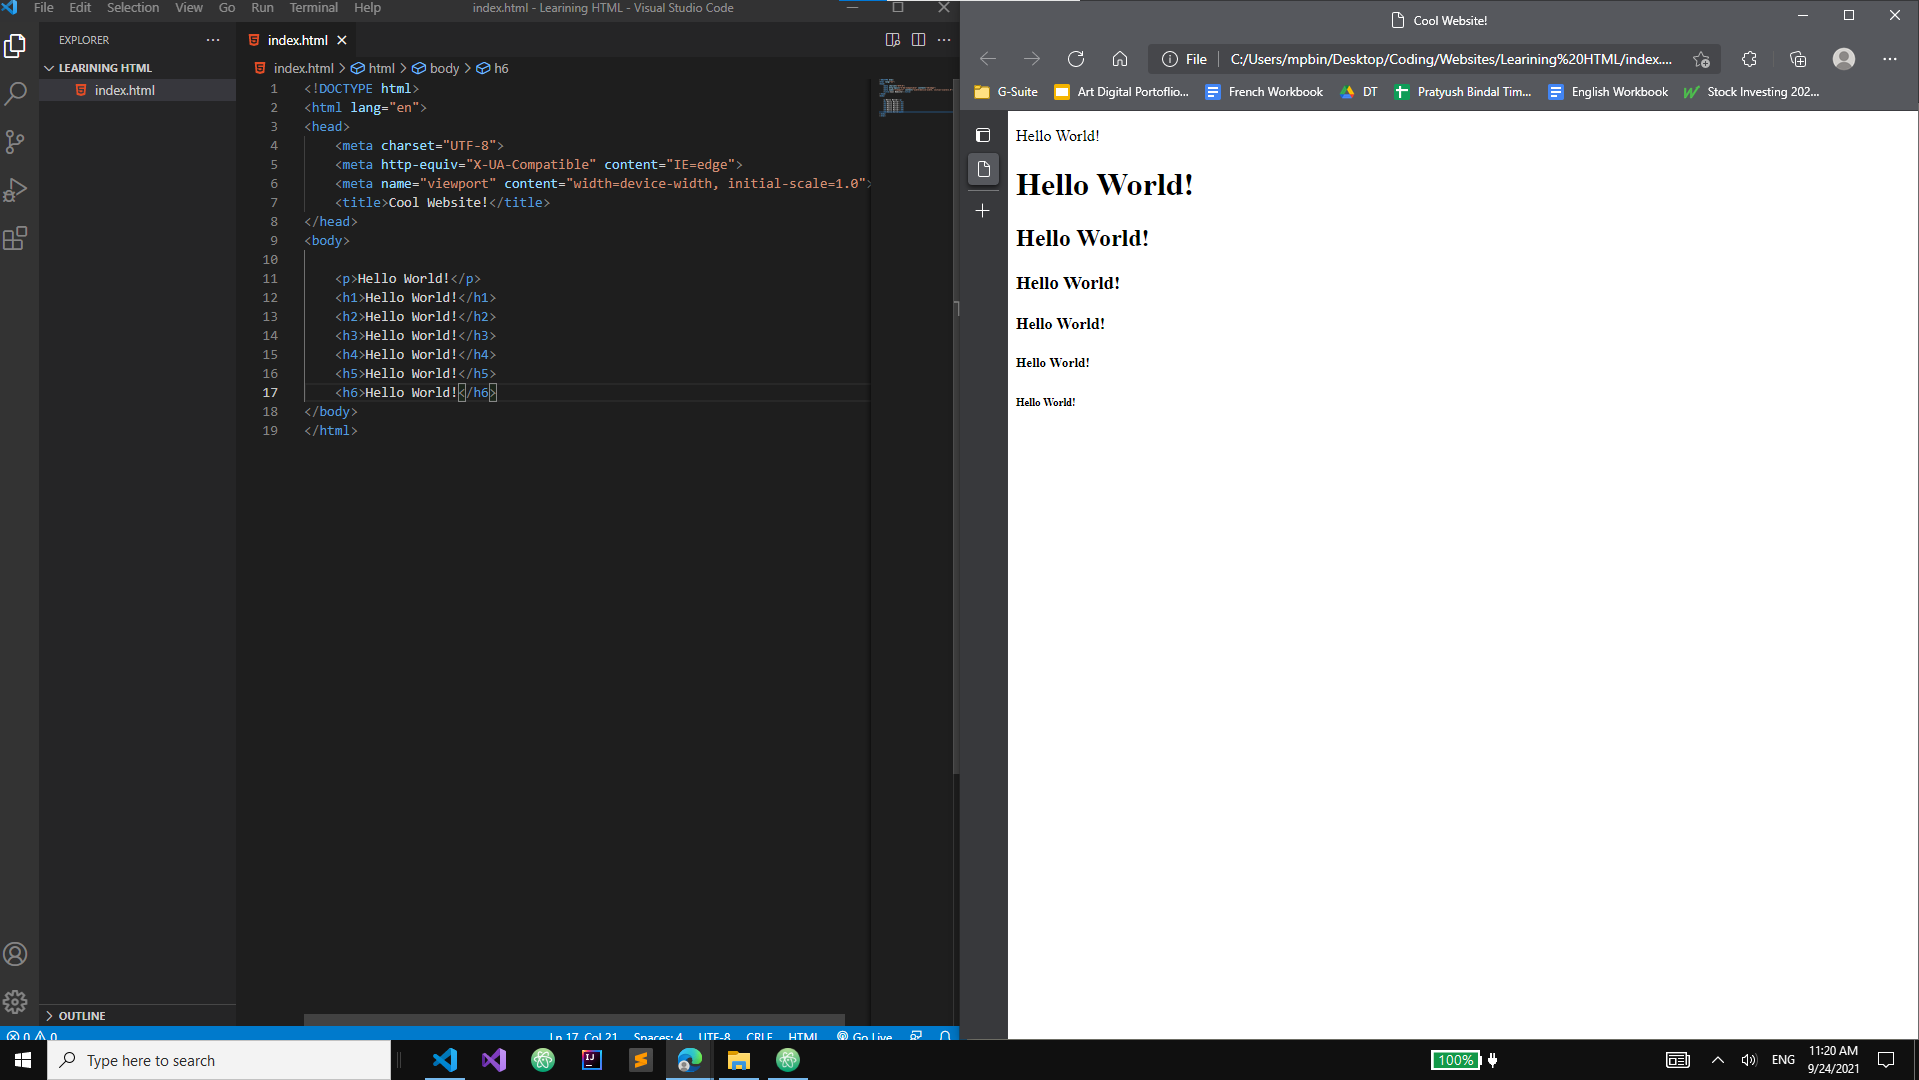 File Edit Selection View Go Run Terminal Help
index.html - Learining HTML - Visual Studio Code
EXPLORER
LEARINING HTML
index.html
index.html
index.html > html > body > h6
1 <!DOCTYPE html>
2 <html lang="en">
3 <head>
4 <meta charset="UTF-8">
5 <meta http-equiv="X-UA-Compatible" content="IE=edge">
6 <meta name="viewport" content="width=device-width, initial-scale=1.0">
7 <title>Cool Website!</title>
8 </head>
9 <body>
10
11 <p>Hello World!</p>
12 <h1>Hello World!</h1>
13 <h2>Hello World!</h2>
14 <h3>Hello World!</h3>
15 <h4>Hello World!</h4>
16 <h5>Hello World!</h5>
17 <h6>Hello World!</h6>
18 </body>
19 </html>
OUTLINE
0 0 Ln 17, Col 21 Spaces: 4 UTF-8 CRLF HTML Go Live
Cool Website!
File C:/Users/mpbin/Desktop/Coding/Websites/Learining%20HTML/index....
G-Suite Art Digital Portoflio... French Workbook DT Pratyush Bindal Tim... English Workbook Stock Investing 202...
Hello World!
Hello World!
Hello World!
Hello World!
Hello World!
Hello World!
Hello World!
Type here to search
IJ
100%
ENG
11:20 AM
9/24/2021